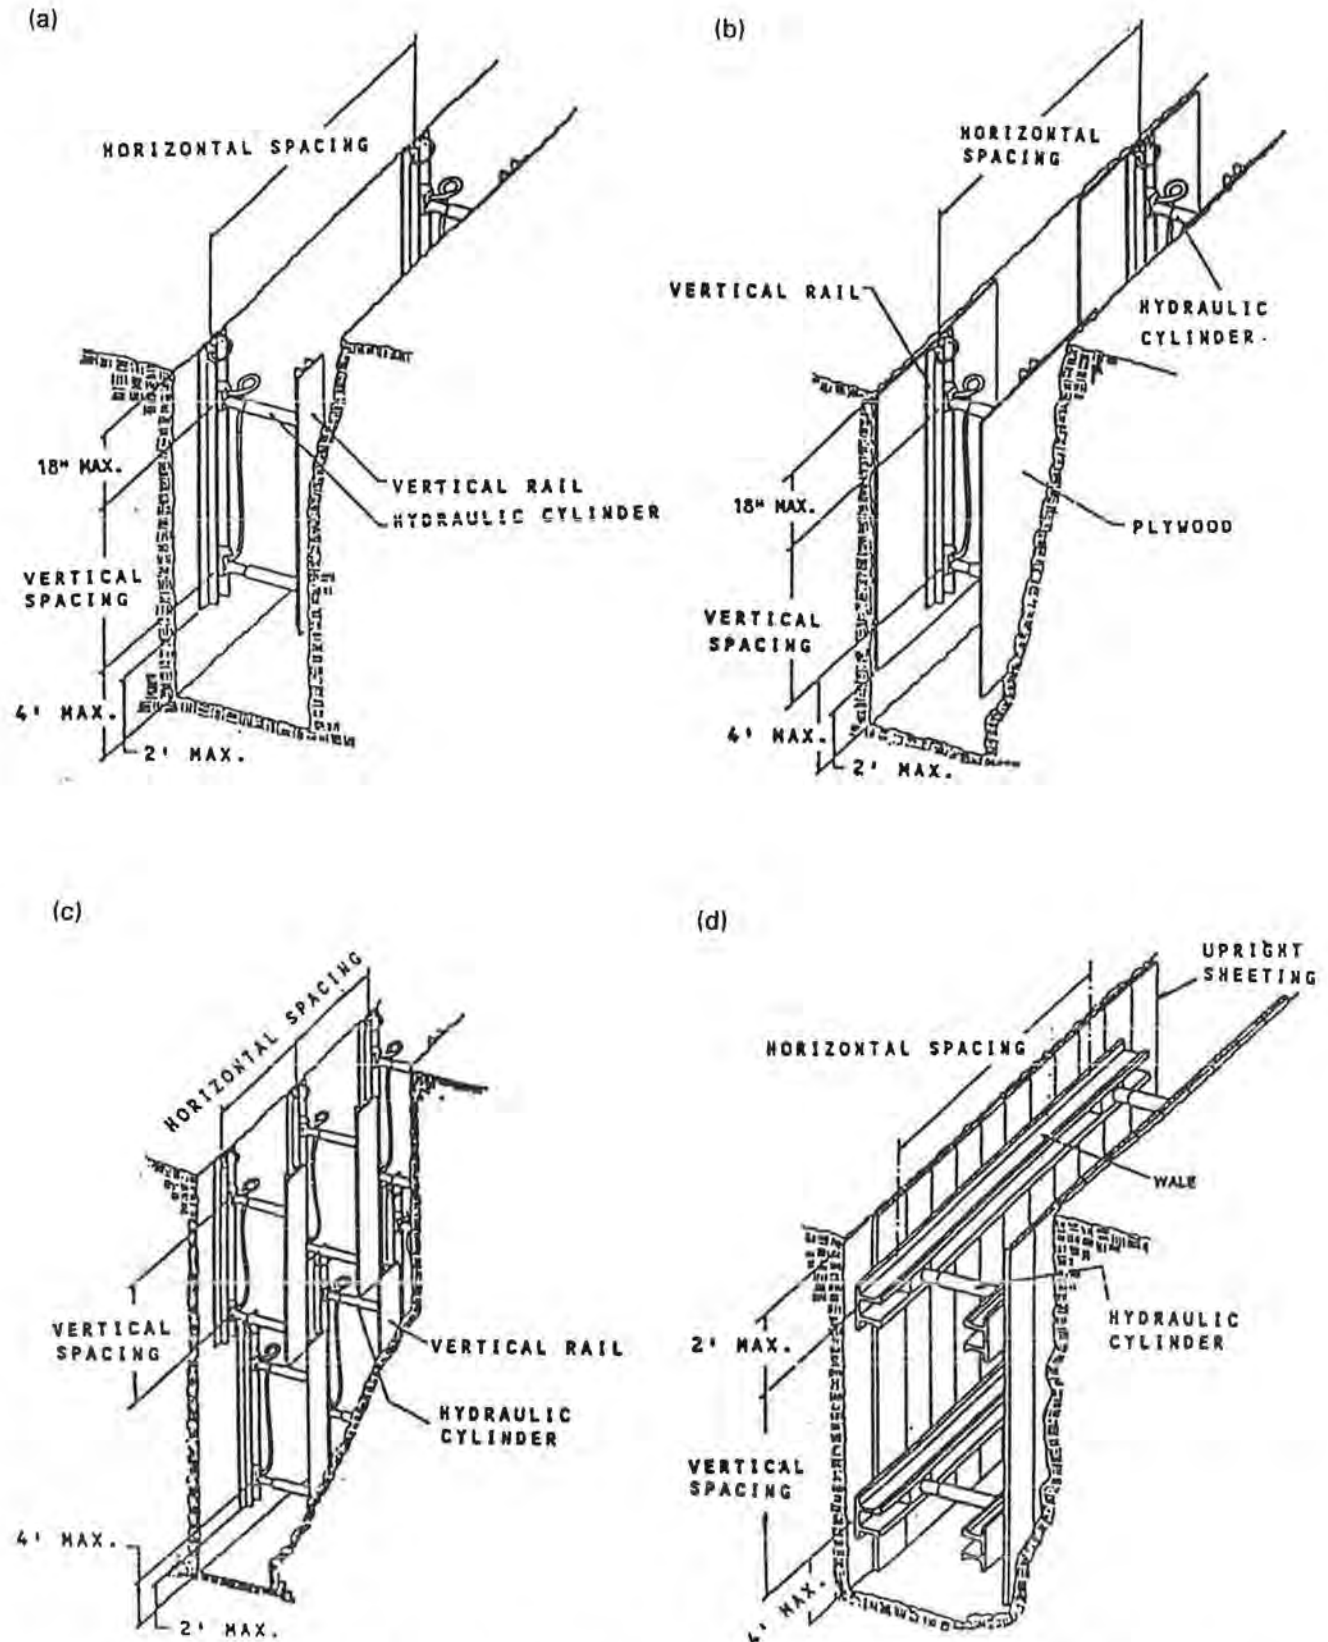 (a)
HORIZONTAL SPACING
18" MAX.
VERTICAL RAIL
HYDRAULIC CYLINDER
VERTICAL
SPACING
4' MAX.
2' MAX.
(b)
HORIZONTAL
SPACING
VERTICAL RAIL
HYDRAULIC
CYLINDER.
18" MAX.
PLYWOOD
VERTICAL
SPACING
4' MAX.
2' MAX.
(c)
HORIZONTAL SPACING
VERTICAL
SPACING
VERTICAL RAIL
HYDRAULIC
CYLINDER
4' MAX.
2' MAX.
(d)
UPRIGHT
SHEETING
HORIZONTAL SPACING
WALE
HYDRAULIC
CYLINDER
2' MAX.
VERTICAL
SPACING
4' MAX.